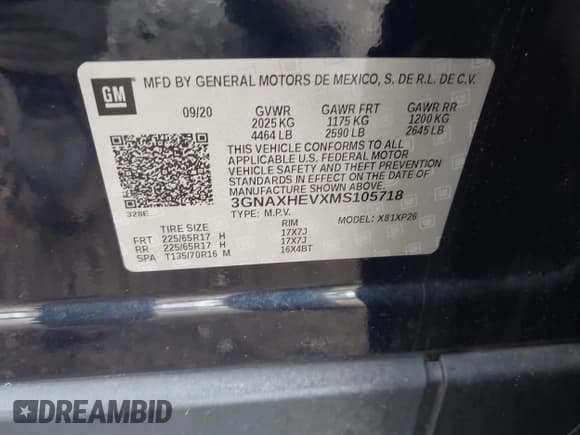 GM
MFD BY GENERAL MOTORS DE MEXICO, S. DE R.L. DE C.V.
09/20 GVWR GAWR FRT GAWR RR
2025 KG 1175 KG 1200 KG
4464 LB 2590 LB 2645 LB
THIS VEHICLE CONFORMS TO ALL
APPLICABLE U.S. FEDERAL MOTOR
VEHICLE SAFETY AND THEFT PREVENTION
STANDARDS IN EFFECT ON THE DATE OF
MANUFACTURE SHOWN ABOVE.
3GNAXHEVXMS105718
328E TYPE: M.P.V. MODEL: X81XP26
TIRE SIZE RIM
FRT 225/65R17 H 17X7J
RR 225/65R17 H 17X7J
SPA T135/70R16 M 16X4BT
DREAMBID